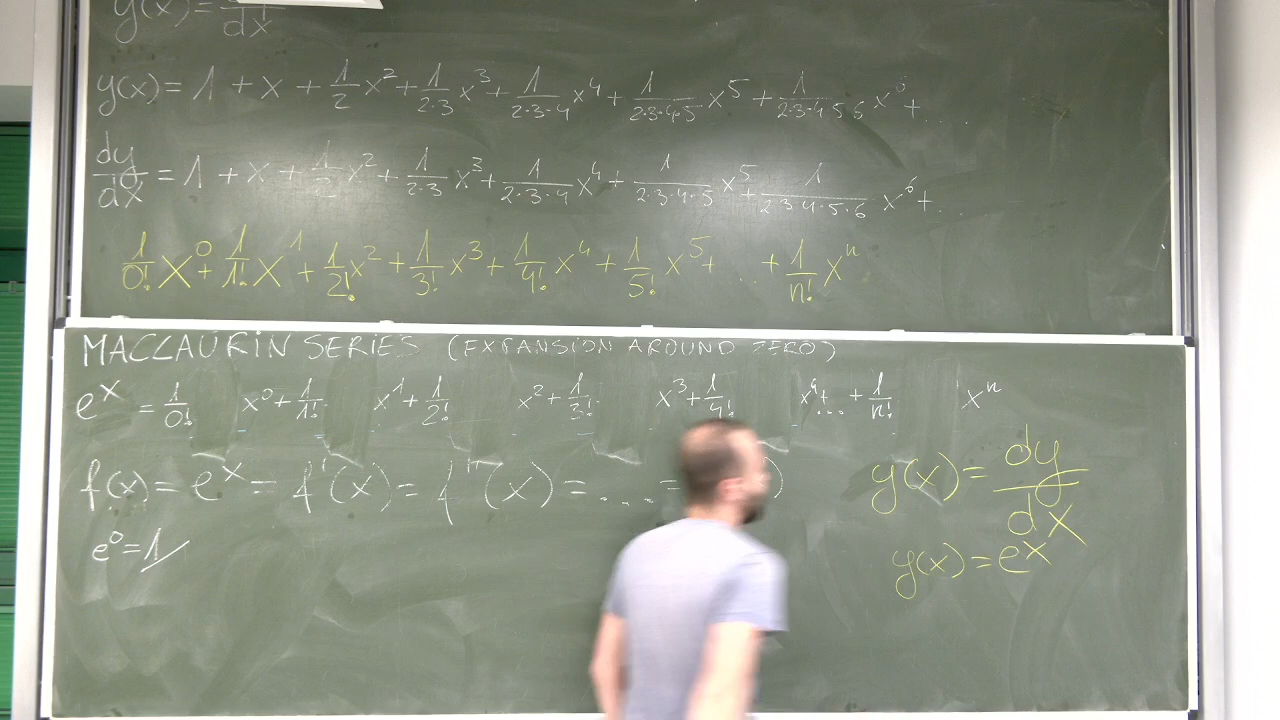 y(x) = dy/dx
y(x) = 1 + x + 1/2 x² + 1/2·3 x³ + 1/2·3·4 x⁴ + 1/2·3·4·5 x⁵ + 1/2·3·4·5·6 x⁶ + ....
dy/dx = 1 + x + 1/2 x² + 1/2·3 x³ + 1/2·3·4 x⁴ + 1/2·3·4·5 x⁵ + 1/2·3·4·5·6 x⁶ + ..
1/0! x⁰ + 1/1! x¹ + 1/2! x² + 1/3! x³ + 1/4! x⁴ + 1/5! x⁵ + ... + 1/n! xⁿ
MACCAURIN SERIES (EXPANSION AROUND ZERO)
eˣ = 1/0! x⁰ + 1/1! x¹ + 1/2! x² + 1/3! x³ + 1/4! x⁴ + ... + 1/n! xⁿ
f(x) = eˣ = f'(x) = f''(x) = .... = )
e⁰ = 1
y(x) = dy/dx
y(x) = eˣ